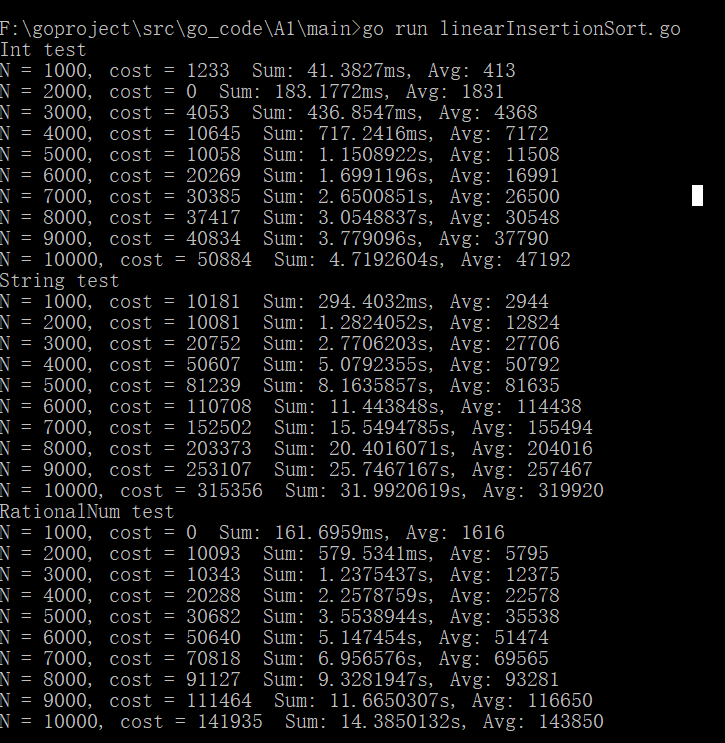 F:\goproject\src\go_code\A1\main>go run linearInsertionSort.go
Int test
N = 1000, cost = 1233  Sum: 41.3827ms, Avg: 413
N = 2000, cost = 0  Sum: 183.1772ms, Avg: 1831
N = 3000, cost = 4053  Sum: 436.8547ms, Avg: 4368
N = 4000, cost = 10645  Sum: 717.2416ms, Avg: 7172
N = 5000, cost = 10058  Sum: 1.1508922s, Avg: 11508
N = 6000, cost = 20269  Sum: 1.6991196s, Avg: 16991
N = 7000, cost = 30385  Sum: 2.6500851s, Avg: 26500
N = 8000, cost = 37417  Sum: 3.0548837s, Avg: 30548
N = 9000, cost = 40834  Sum: 3.779096s, Avg: 37790
N = 10000, cost = 50884  Sum: 4.7192604s, Avg: 47192
String test
N = 1000, cost = 10181  Sum: 294.4032ms, Avg: 2944
N = 2000, cost = 10081  Sum: 1.2824052s, Avg: 12824
N = 3000, cost = 20752  Sum: 2.7706203s, Avg: 27706
N = 4000, cost = 50607  Sum: 5.0792355s, Avg: 50792
N = 5000, cost = 81239  Sum: 8.1635857s, Avg: 81635
N = 6000, cost = 110708  Sum: 11.443848s, Avg: 114438
N = 7000, cost = 152502  Sum: 15.5494785s, Avg: 155494
N = 8000, cost = 203373  Sum: 20.4016071s, Avg: 204016
N = 9000, cost = 253107  Sum: 25.7467167s, Avg: 257467
N = 10000, cost = 315356  Sum: 31.9920619s, Avg: 319920
RationalNum test
N = 1000, cost = 0  Sum: 161.6959ms, Avg: 1616
N = 2000, cost = 10093  Sum: 579.5341ms, Avg: 5795
N = 3000, cost = 10343  Sum: 1.2375437s, Avg: 12375
N = 4000, cost = 20288  Sum: 2.2578759s, Avg: 22578
N = 5000, cost = 30682  Sum: 3.5538944s, Avg: 35538
N = 6000, cost = 50640  Sum: 5.147454s, Avg: 51474
N = 7000, cost = 70818  Sum: 6.956576s, Avg: 69565
N = 8000, cost = 91127  Sum: 9.3281947s, Avg: 93281
N = 9000, cost = 111464  Sum: 11.6650307s, Avg: 116650
N = 10000, cost = 141935  Sum: 14.3850132s, Avg: 143850